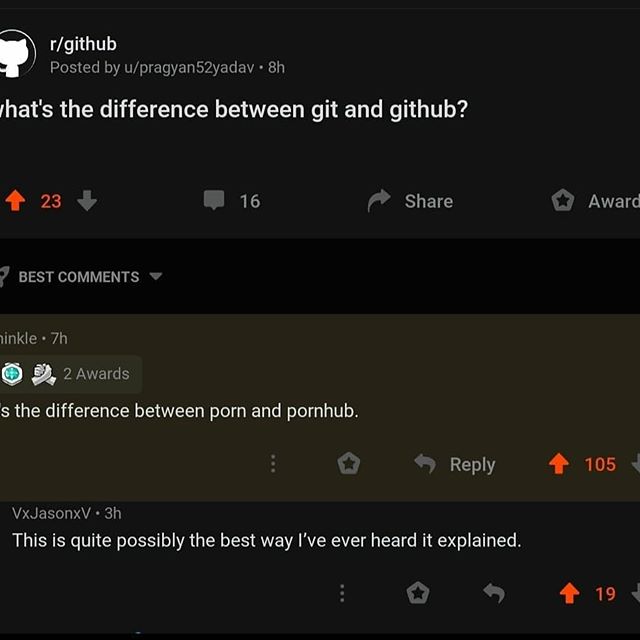 r/github
Posted by u/pragyan52yadav • 8h
hat's the difference between git and github?
23
16
Share
Award
BEST COMMENTS
inkle • 7h
2 Awards
's the difference between porn and pornhub.
Reply
105
VxJasonxV • 3h
This is quite possibly the best way I've ever heard it explained.
19